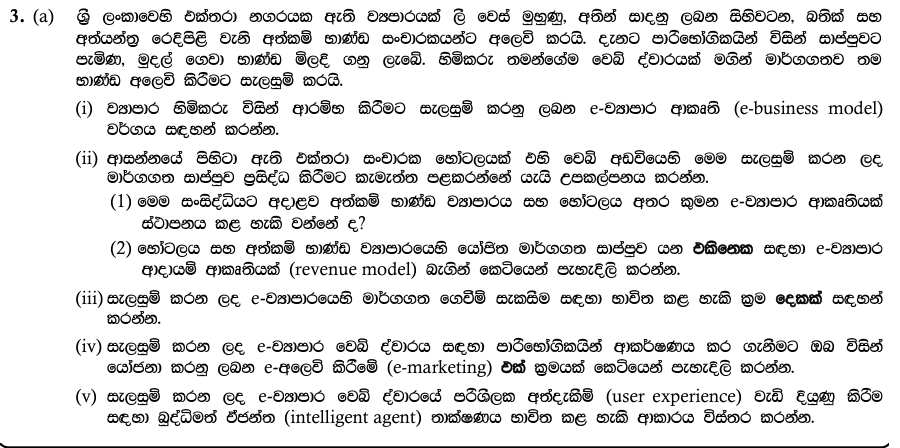 3. (a) ශ්‍රී ලංකාවෙහි එක්තරා නගරයක ඇති ව්‍යාපාරයක් ලී වෙස් මුහුණු, අතින් සාදනු ලබන සිහිවටන, බතික් සහ
අත්යන්ත්‍ර රෙදිපිළි වැනි අත්කම් භාණ්ඩ සංචාරකයන්ට අලෙවි කරයි. දැනට පාරිභෝගිකයින් විසින් සාප්පුවට
පැමිණ, මුදල් ගෙවා භාණ්ඩ මිලදී ගනු ලැබේ. හිමිකරු තමන්ගේම වෙබ් ද්වාරයක් මගින් මාර්ගගතව තම
භාණ්ඩ අලෙවි කිරීමට සැලසුම් කරයි.
(i) ව්‍යාපාර හිමිකරු විසින් ආරම්භ කිරීමට සැලසුම් කරනු ලබන e-ව්‍යාපාර ආකෘති (e-business model)
වර්ගය සඳහන් කරන්න.
(ii) ආසන්නයේ පිහිටා ඇති එක්තරා සංචාරක හෝටලයක් එහි වෙබ් අඩවියෙහි මෙම සැලසුම් කරන ලද
මාර්ගගත සාප්පුව ප්‍රසිද්ධ කිරීමට කැමැත්ත පළකරන්නේ යැයි උපකල්පනය කරන්න.
(1) මෙම සංසිද්ධියට අදාළව අත්කම් භාණ්ඩ ව්‍යාපාරය සහ හෝටලය අතර කුමන e-ව්‍යාපාර ආකෘතියක්
ස්ථාපනය කළ හැකි වන්නේ ද?
(2) හෝටලය සහ අත්කම් භාණ්ඩ ව්‍යාපාරයෙහි යෝජිත මාර්ගගත සාප්පුව යන එකිනෙක සඳහා e-ව්‍යාපාර
ආදායම් ආකෘතියක් (revenue model) බැගින් කෙටියෙන් පැහැදිලි කරන්න.
(iii) සැලසුම් කරන ලද e-ව්‍යාපාරයෙහි මාර්ගගත ගෙවීම් සැකසීම සඳහා භාවිත කළ හැකි ක්‍රම දෙකක් සඳහන්
කරන්න.
(iv) සැලසුම් කරන ලද e-ව්‍යාපාර වෙබ් ද්වාරය සඳහා පාරිභෝගිකයින් ආකර්ෂණය කර ගැනීමට ඔබ විසින්
යෝජනා කරනු ලබන e-අලෙවි කිරීමේ (e-marketing) එක් ක්‍රමයක් කෙටියෙන් පැහැදිලි කරන්න.
(v) සැලසුම් කරන ලද e-ව්‍යාපාර වෙබ් ද්වාරයේ පරිශීලක අත්දැකීම් (user experience) වැඩි දියුණු කිරීම
සඳහා බුද්ධිමත් ඒජන්ත (intelligent agent) තාක්ෂණය භාවිත කළ හැකි ආකාරය විස්තර කරන්න.